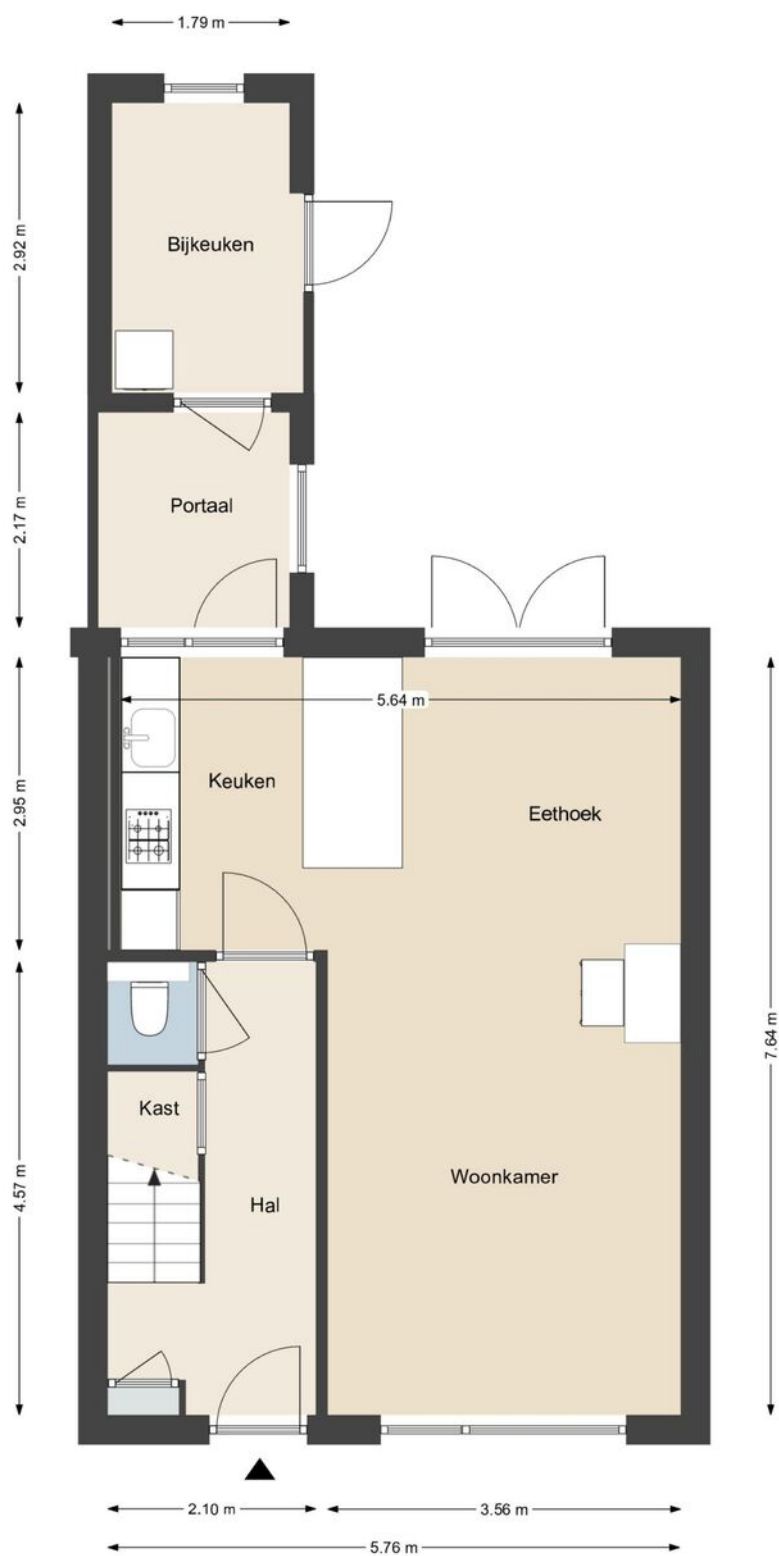 1.79 m
2.92 m
Bijkeuken
2.17 m
Portaal
5.64 m
2.95 m
Keuken
Eethoek
7.64 m
4.57 m
Kast
Woonkamer
Hal
2.10 m
3.56 m
5.76 m